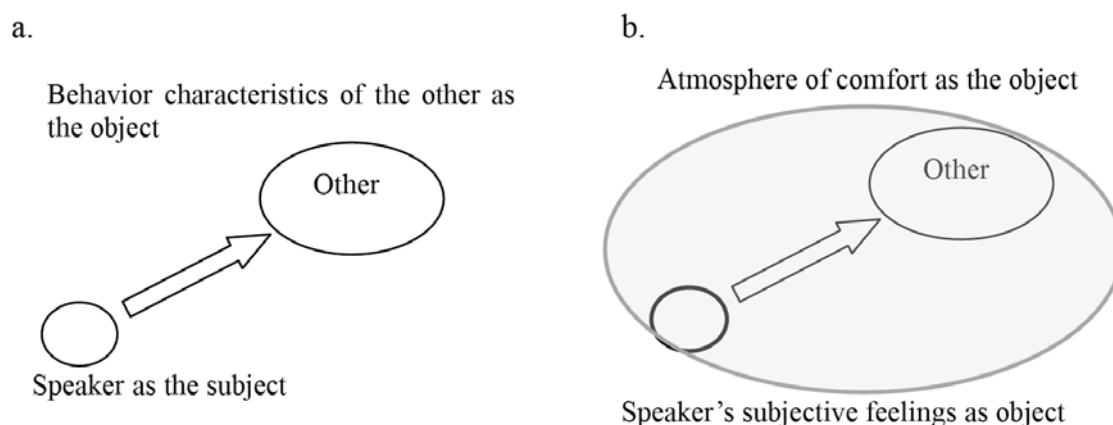 a.
Behavior characteristics of the other as
the object
Other
Speaker as the subject
b.
Atmosphere of comfort as the object
Other
Speaker’s subjective feelings as object